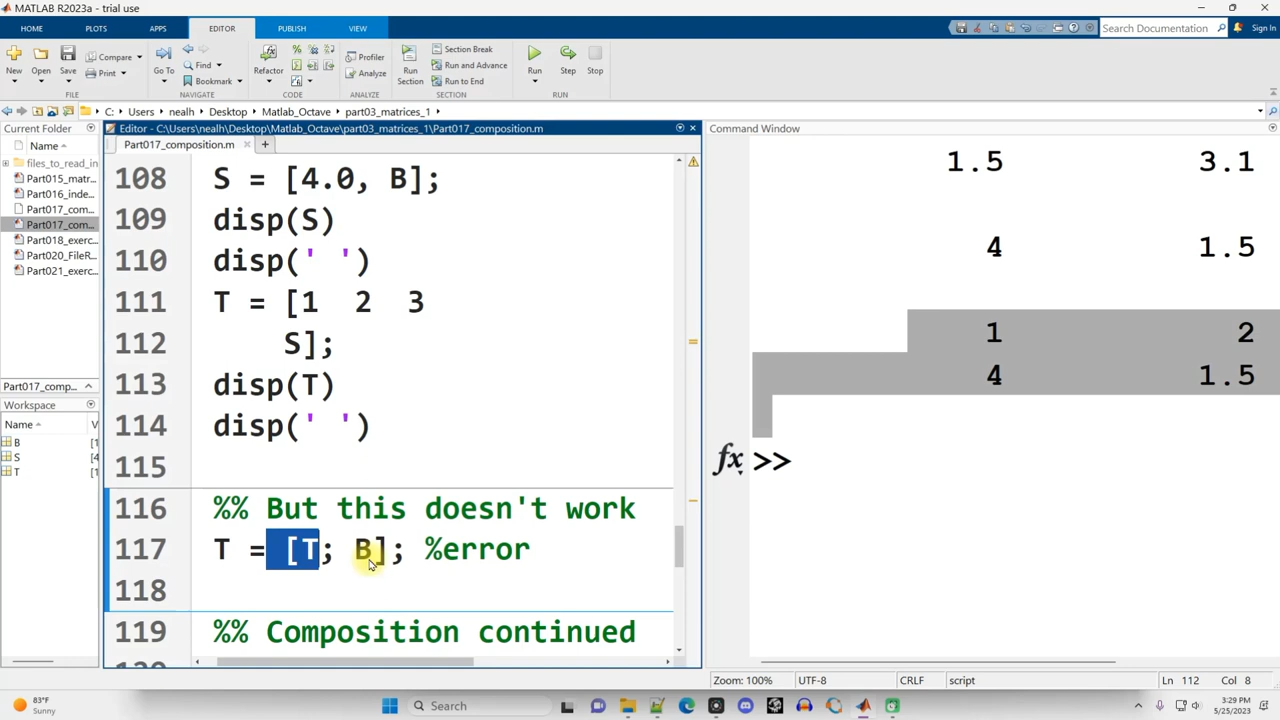 MATLAB R2023a - trial use
HOME PLOTS APPS EDITOR PUBLISH VIEW Search Documentation Sign In
New Open Save Compare Print Go To Find Bookmark Refactor Profiler Analyze Run Section Section Break Run and Advance Run to End Run Step Stop
FILE NAVIGATE CODE ANALYZE SECTION RUN
C: Users nealh Desktop Matlab_Octave part03_matrices_1
Current Folder
Name
files_to_read_in
Part015_matr...
Part016_inde...
Part017_com...
Part017_com...
Part018_exerc...
Part020_FileR...
Part021_exerc...
Part017_comp...
Workspace
Name V
B [1
S [4
T [1
Editor - C:\Users\nealh\Desktop\Matlab_Octave\part03_matrices_1\Part017_composition.m
Part017_composition.m
108 S = [4.0, B];
109 disp(S)
110 disp(' ')
111 T = [1 2 3
112 S];
113 disp(T)
114 disp(' ')
115
116 %% But this doesn't work
117 T = [T; B]; %error
118
119 %% Composition continued
Command Window
1.5 3.1
4 1.5
1 2
4 1.5
fx >>
Zoom: 100% UTF-8 CRLF script Ln 112 Col 8
83°F
Sunny
Search
3:29 PM
5/25/2023